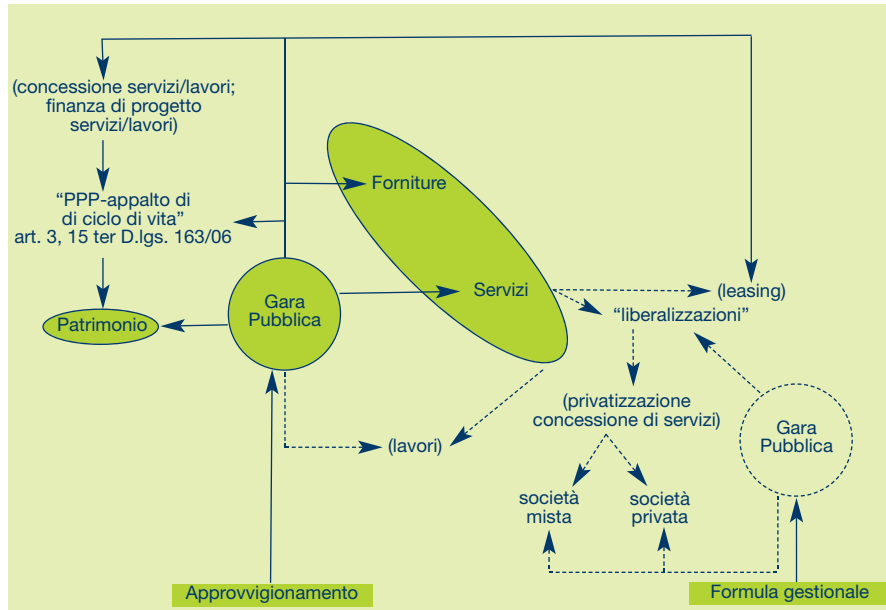 (concessione servizi/lavori;
finanza di progetto
servizi/lavori)
Forniture
“PPP-appalto di
di ciclo di vita”
art. 3, 15 ter D.lgs. 163/06
Gara
Pubblica
Servizi
(leasing)
“liberalizzazioni”
Patrimonio
(privatizzazione
concessione di servizi)
Gara
Pubblica
(lavori)
società
mista
società
privata
Approvvigionamento
Formula gestionale